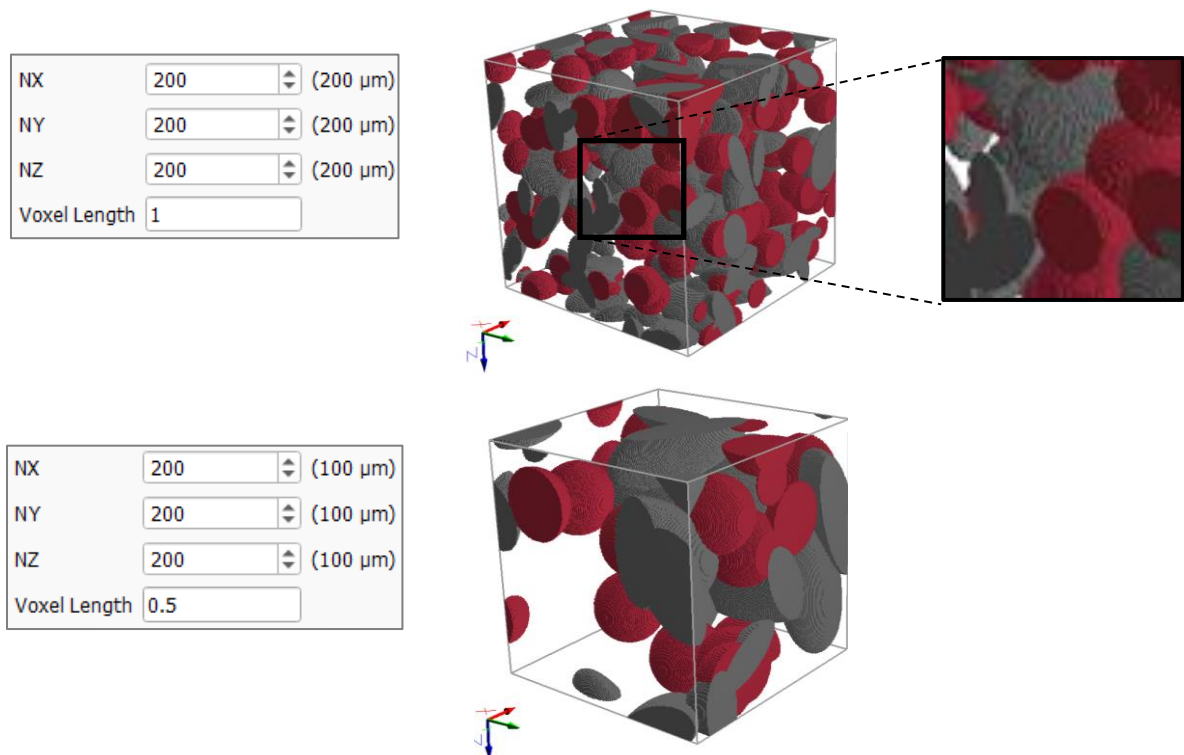 NX 200 (200 µm)
NY 200 (200 µm)
NZ 200 (200 µm)
Voxel Length 1
X
Z
NX 200 (100 µm)
NY 200 (100 µm)
NZ 200 (100 µm)
Voxel Length 0.5
X
Z